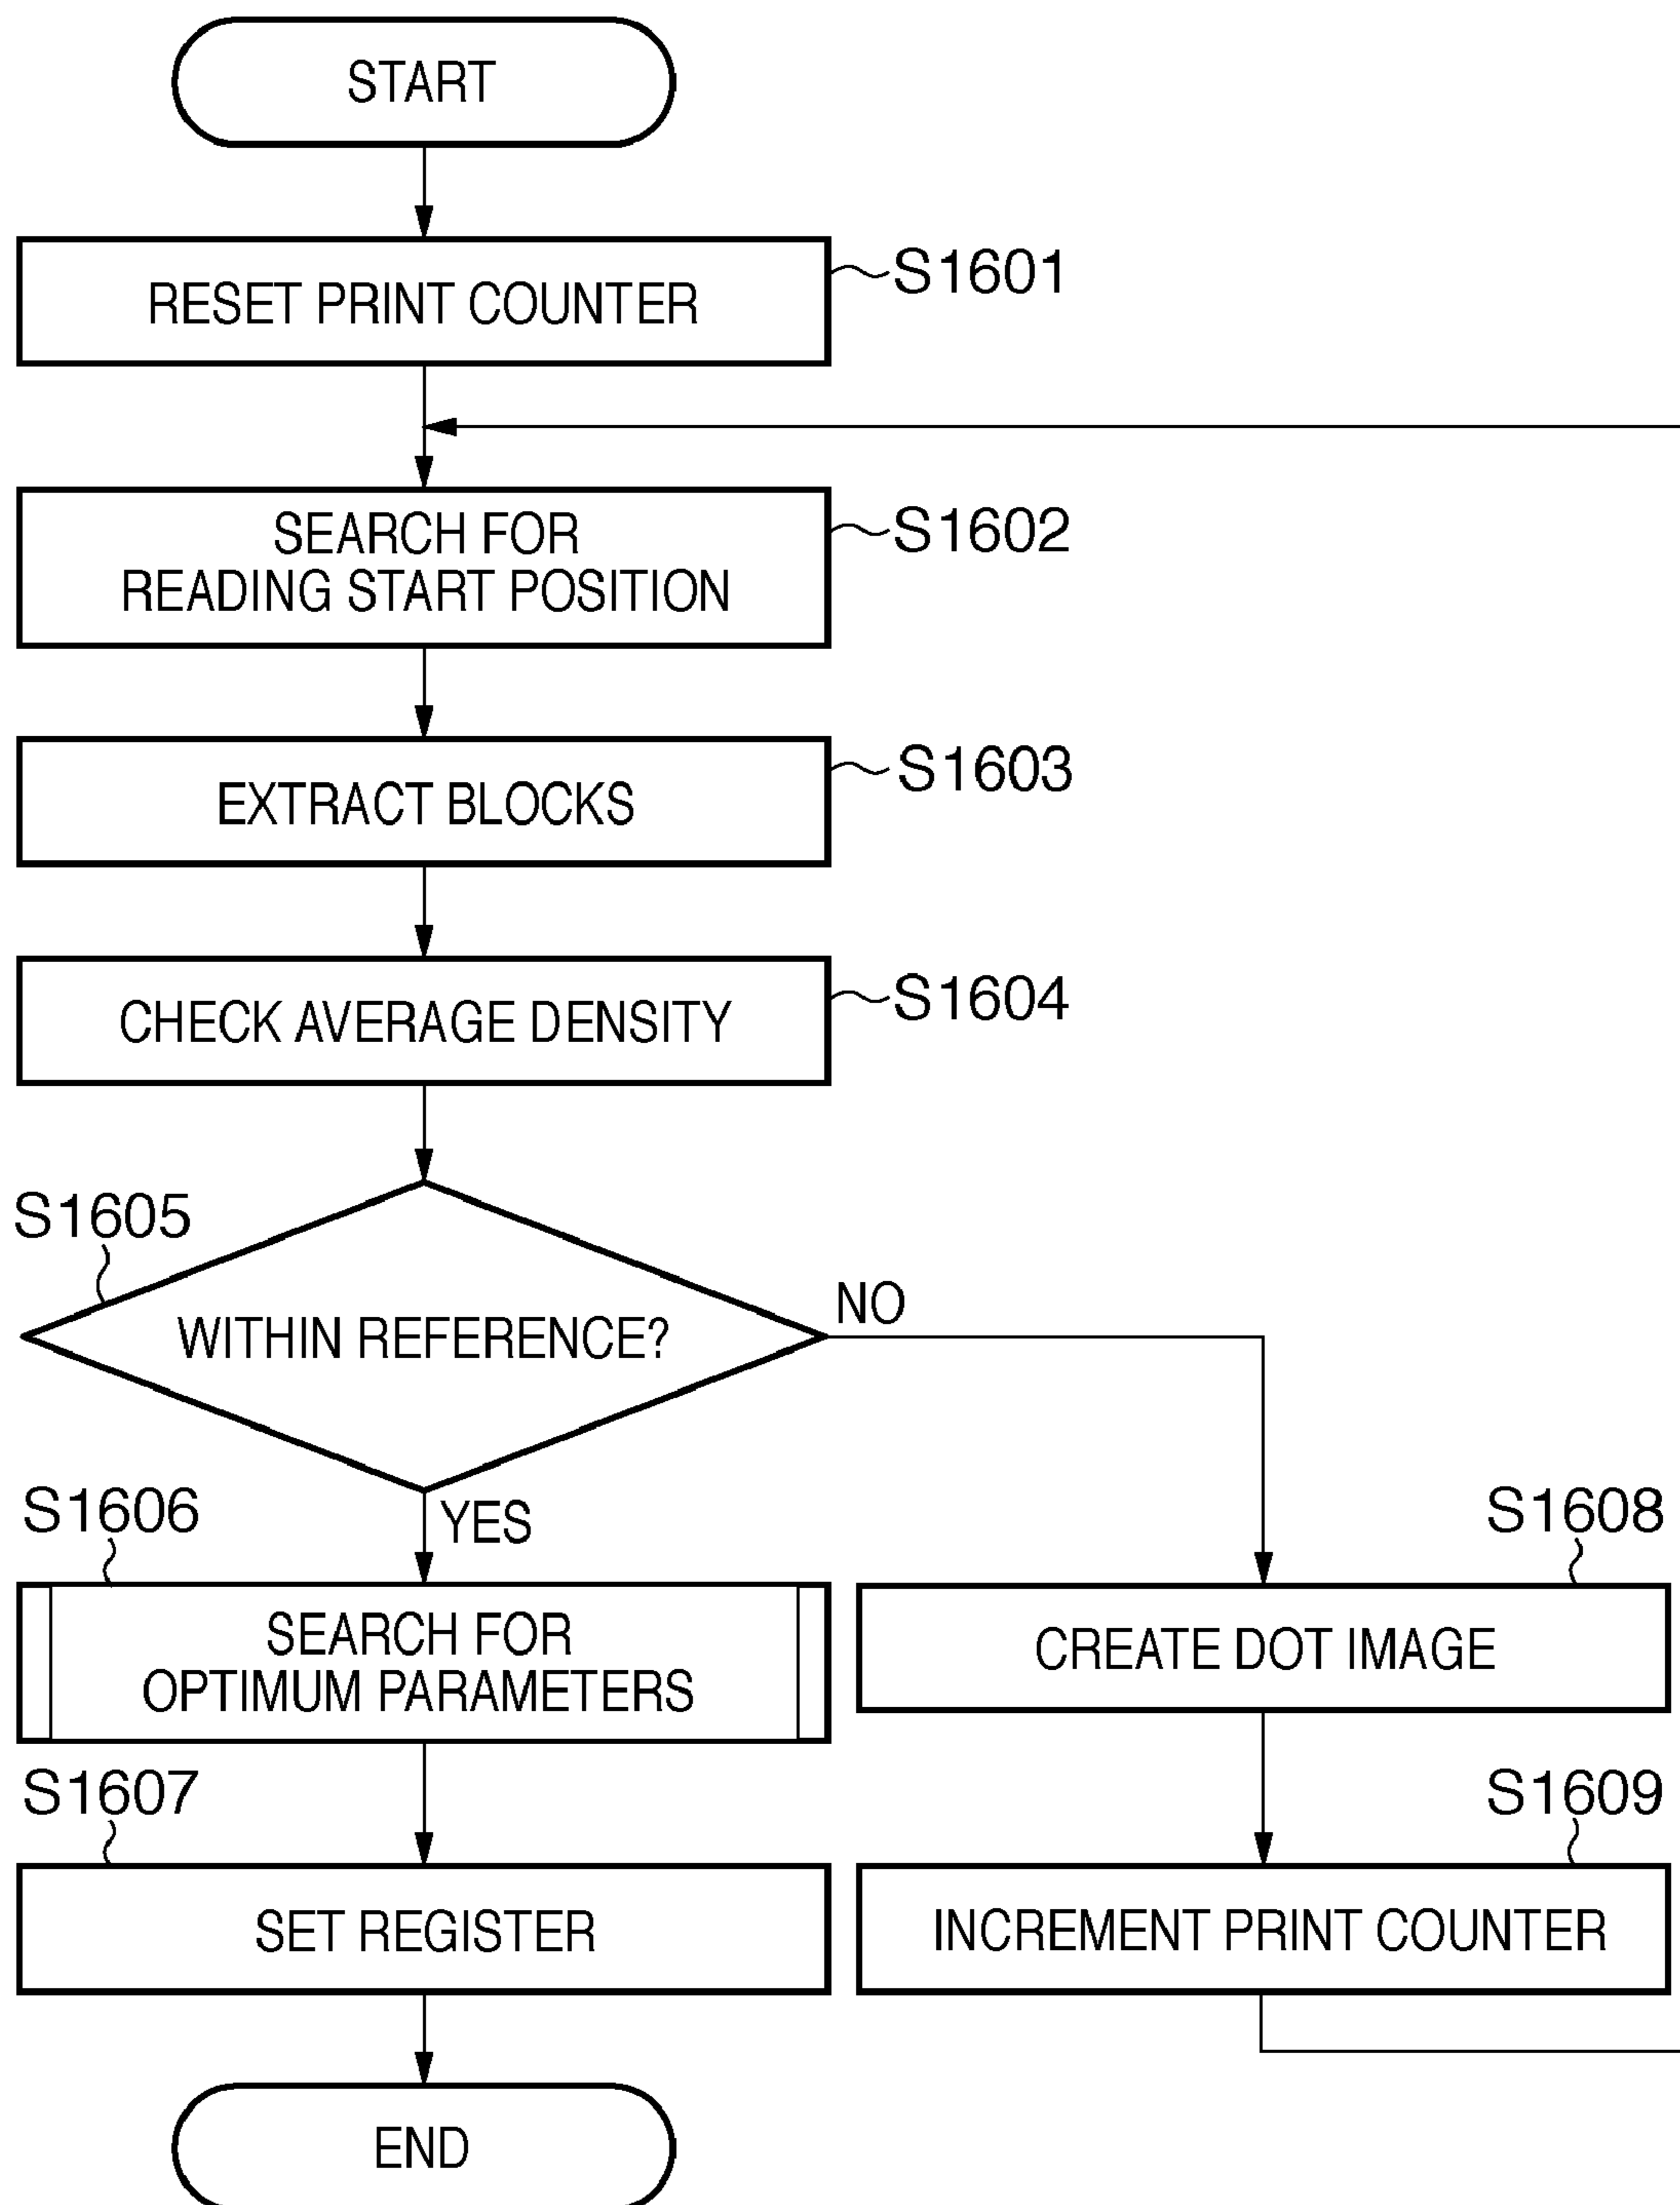 START
RESET PRINT COUNTER
S1601
SEARCH FOR
READING START POSITION
S1602
EXTRACT BLOCKS
S1603
CHECK AVERAGE DENSITY
S1604
S1605
WITHIN REFERENCE?
NO
YES
S1606
SEARCH FOR
OPTIMUM PARAMETERS
S1608
CREATE DOT IMAGE
S1607
SET REGISTER
S1609
INCREMENT PRINT COUNTER
END